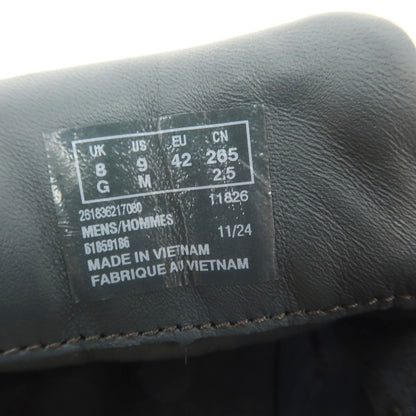 UK US EU CN
8 9 42 265
G M 2.5
261836217080 11826
MENS/HOMMES
61859186 11/24
MADE IN VIETNAM
FABRIQUE AU VIETNAM